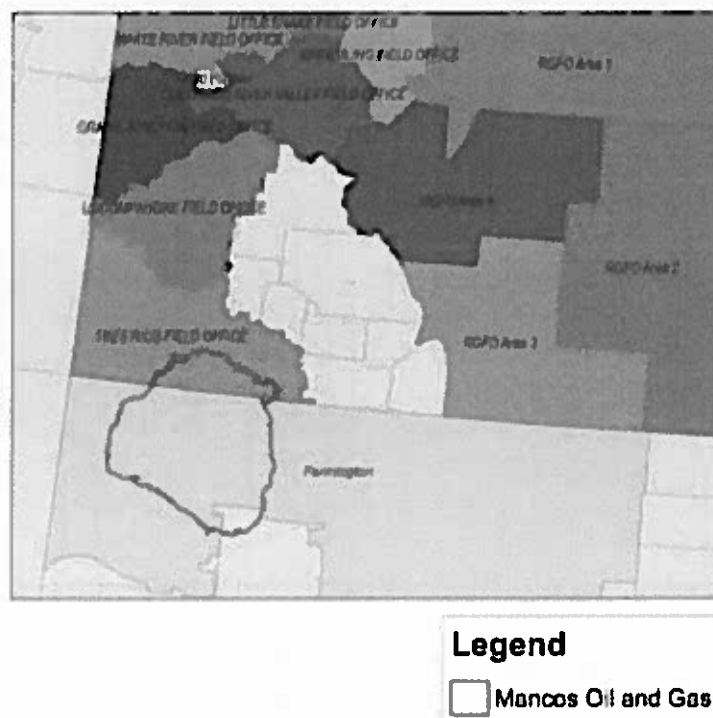 LITTLE SNAKE FIELD OFFICE
WHITE RIVER FIELD OFFICE
KREMMLING FIELD OFFICE
RGFO Area 1
COLORADO RIVER VALLEY FIELD OFFICE
GRAND JUNCTION FIELD OFFICE
RGFO Area 4
UNCOMPAHGRE FIELD OFFICE
RGFO Area 2
TRES RIOS FIELD OFFICE
RGFO Area 3
Farmington
Legend
Mancos Oil and Gas